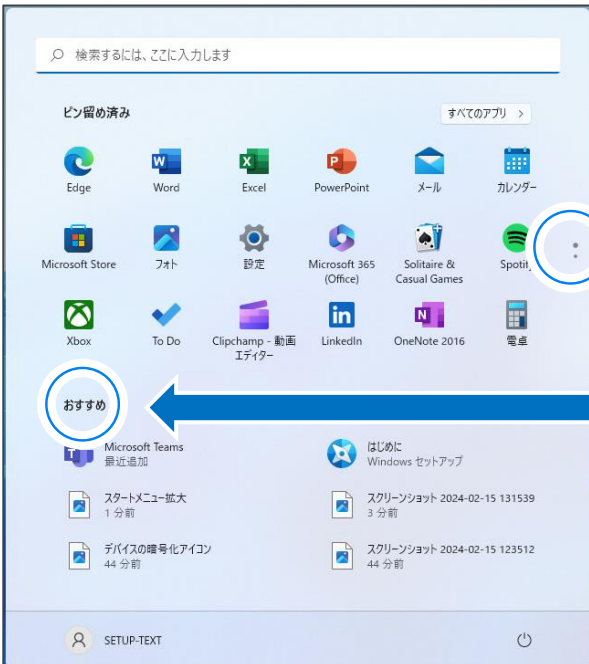 検索するには、ここに入力します
ピン留め済み
すべてのアプリ >
Edge
Word
Excel
PowerPoint
メール
カレンダー
Microsoft Store
フォト
設定
Microsoft 365
(Office)
Solitaire &
Casual Games
Spotify
Xbox
To Do
Clipchamp - 動画
エディター
LinkedIn
OneNote 2016
電卓
おすすめ
Microsoft Teams
最近追加
はじめに
Windows セットアップ
スタートメニュー拡大
1 分前
スクリーンショット 2024-02-15 131539
3 分前
デバイスの暗号化アイコン
44 分前
スクリーンショット 2024-02-15 123512
44 分前
SETUP-TEXT